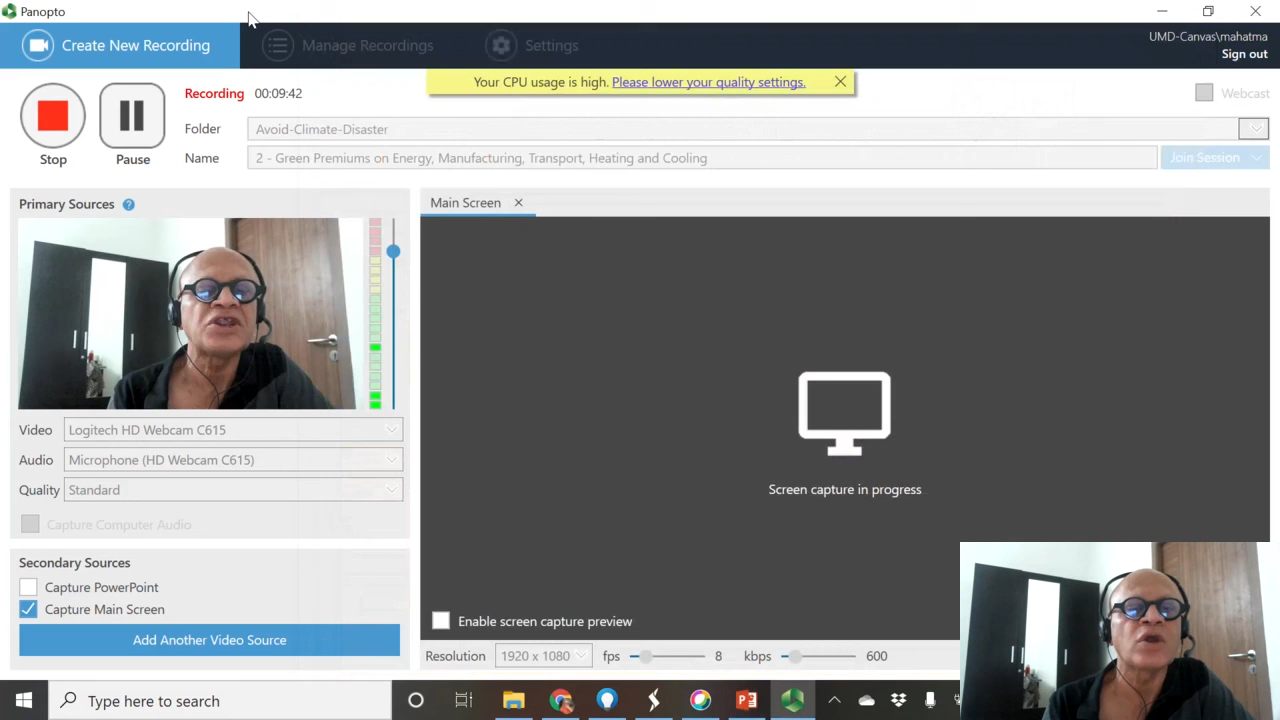 Panopto
Create New Recording
Manage Recordings
Settings
UMD-Canvas\mahatma
Sign out
Your CPU usage is high. Please lower your quality settings.
Recording 00:09:42
Webcast
Folder Avoid-Climate-Disaster
Name 2 - Green Premiums on Energy, Manufacturing, Transport, Heating and Cooling
Join Session
Stop
Pause
Primary Sources
?
Main Screen
Video Logitech HD Webcam C615
Audio Microphone (HD Webcam C615)
Quality Standard
Capture Computer Audio
Screen capture in progress
Secondary Sources
Capture PowerPoint
Capture Main Screen
Add Another Video Source
Enable screen capture preview
Resolution 1920 x 1080 fps 8 kbps 600
Type here to search